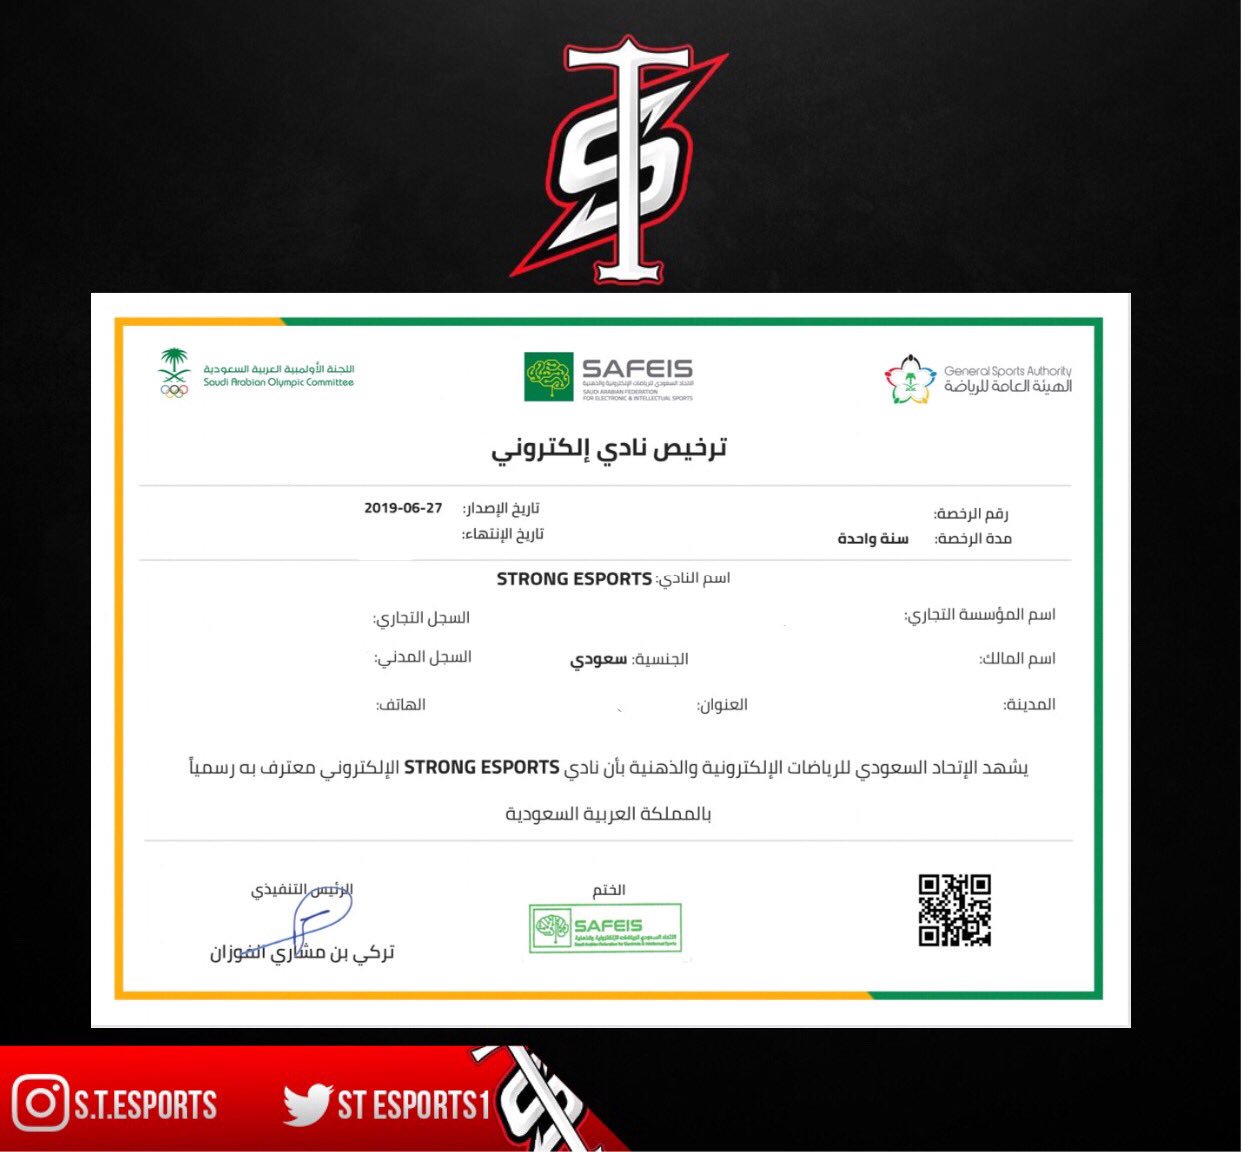 اللجنة الأولمبية العربية السعودية
Saudi Arabian Olympic Committee
SAFEIS
الاتحاد السعودي للرياضات الإلكترونية والذهنية
SAUDI ARABIAN FEDERATION
FOR ELECTRONIC & INTELLECTUAL SPORTS
General Sports Authority
الهيئة العامة للرياضة
ترخيص نادي إلكتروني
رقم الرخصة:
تاريخ الإصدار: 2019-06-27
مدة الرخصة: سنة واحدة
تاريخ الإنتهاء:
اسم النادي: STRONG ESPORTS
اسم المؤسسة التجاري:
السجل التجاري:
اسم المالك:
الجنسية: سعودي
السجل المدني:
المدينة:
العنوان:
الهاتف:
يشهد الإتحاد السعودي للرياضات الإلكترونية والذهنية بأن نادي STRONG ESPORTS الإلكتروني معترف به رسمياً
بالمملكة العربية السعودية
الختم
SAFEIS
الاتحاد السعودي للرياضات الإلكترونية والذهنية
Saudi Arabian Federation for Electronic & Intellectual Sports
الرئيس التنفيذي
تركي بن مشاري الفوزان
S.T.ESPORTS
ST ESPORTS1